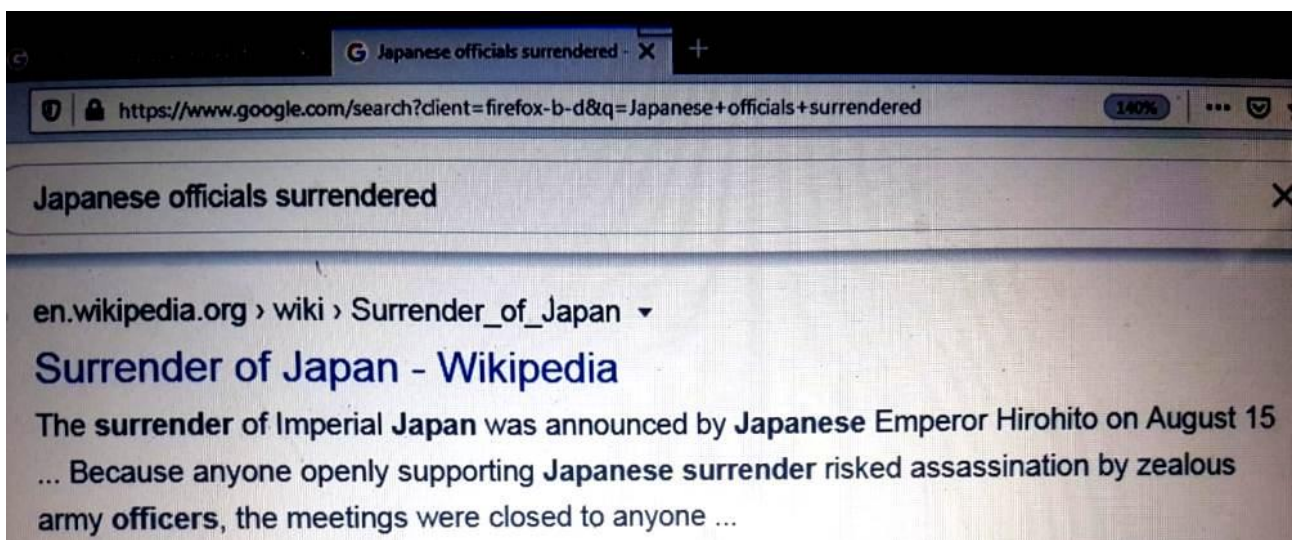 Japanese officials surrendered -
https://www.google.com/search?client=firefox-b-d&q=Japanese+officials+surrendered 140%
Japanese officials surrendered
en.wikipedia.org › wiki › Surrender_of_Japan
Surrender of Japan - Wikipedia
The surrender of Imperial Japan was announced by Japanese Emperor Hirohito on August 15
... Because anyone openly supporting Japanese surrender risked assassination by zealous
army officers, the meetings were closed to anyone ...